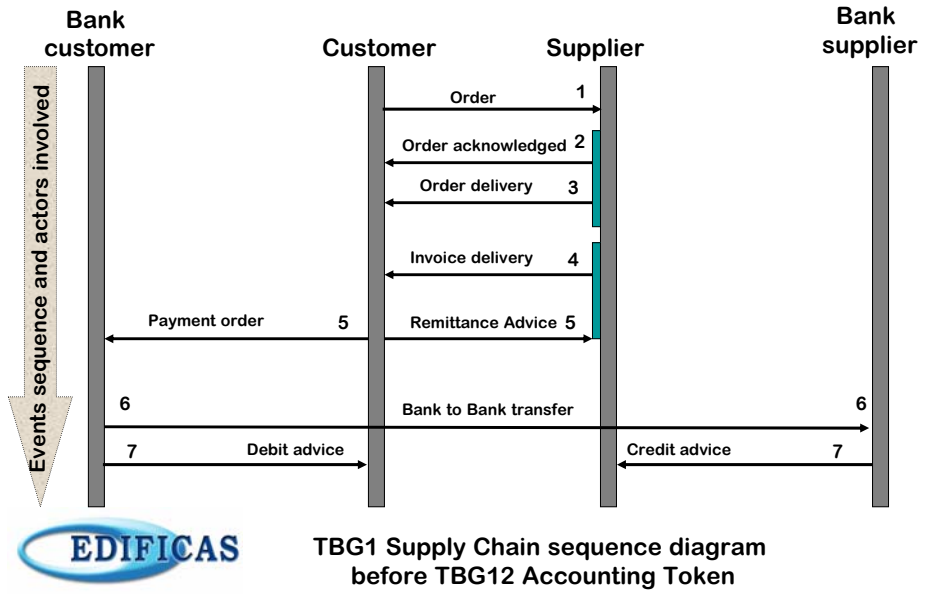 Bank
customer
Customer
Supplier
Bank
supplier
Events sequence and actors involved
Order 1
Order acknowledged 2
Order delivery 3
Invoice delivery 4
Payment order 5
Remittance Advice 5
6 Bank to Bank transfer 6
7 Debit advice
Credit advice 7
EDIFICAS
TBG1 Supply Chain sequence diagram
before TBG12 Accounting Token